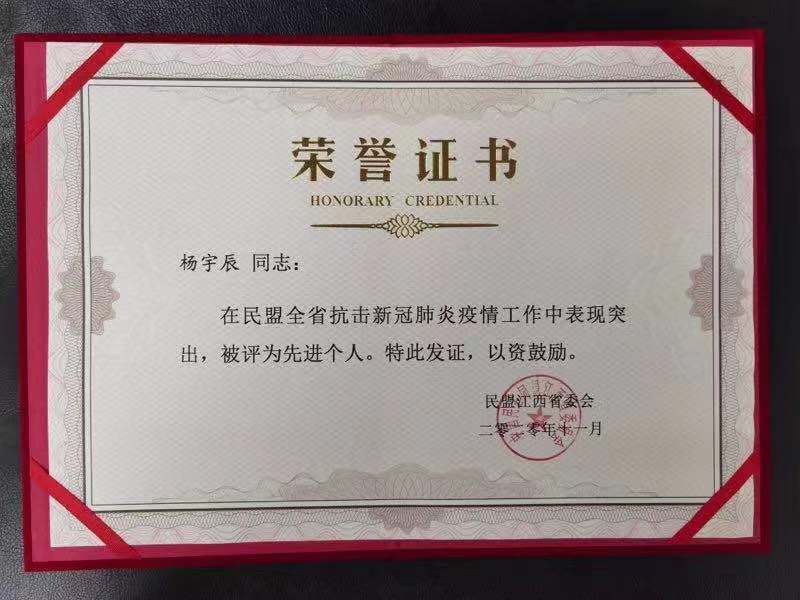 荣誉证书
HONORARY CREDENTIAL
杨宇辰 同志：
在民盟全省抗击新冠肺炎疫情工作中表现突
出，被评为先进个人。特此发证，以资鼓励。
民盟江西省委会
二零二零年十一月